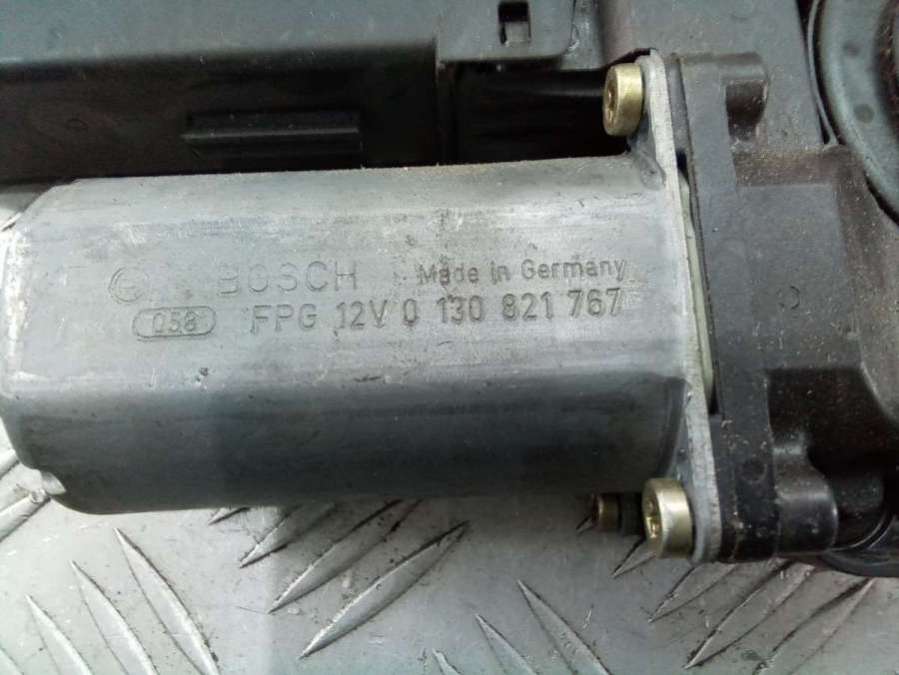 BOSCH Made in Germany
058 FPG 12V 0 130 821 767